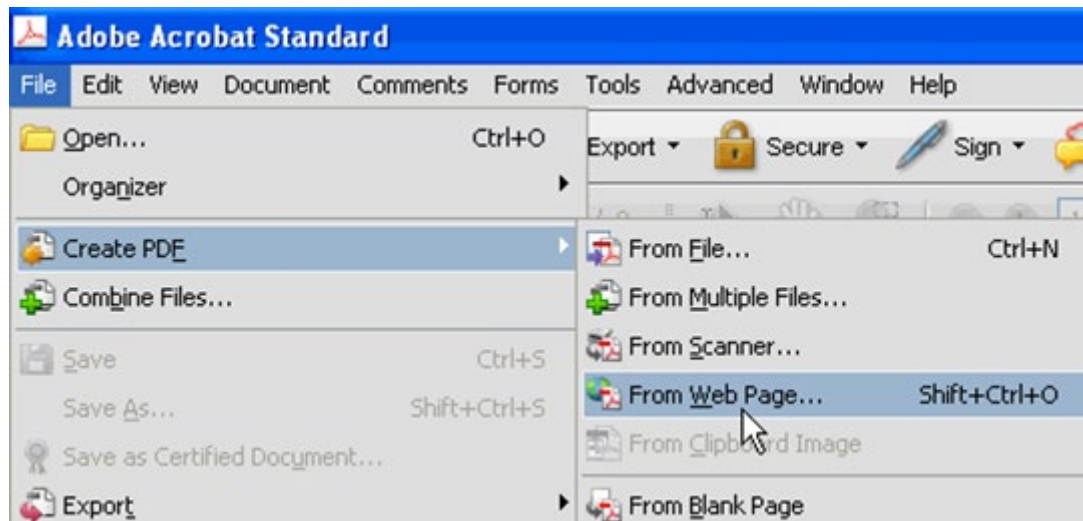 Adobe Acrobat Standard
File Edit View Document Comments Forms Tools Advanced Window Help
Open... Ctrl+O
Export Secure Sign
Organizer
Create PDF
From File... Ctrl+N
Combine Files...
From Multiple Files...
From Scanner...
Save Ctrl+S
From Web Page... Shift+Ctrl+O
Save As... Shift+Ctrl+S
From Clipboard Image
Save as Certified Document...
Export
From Blank Page